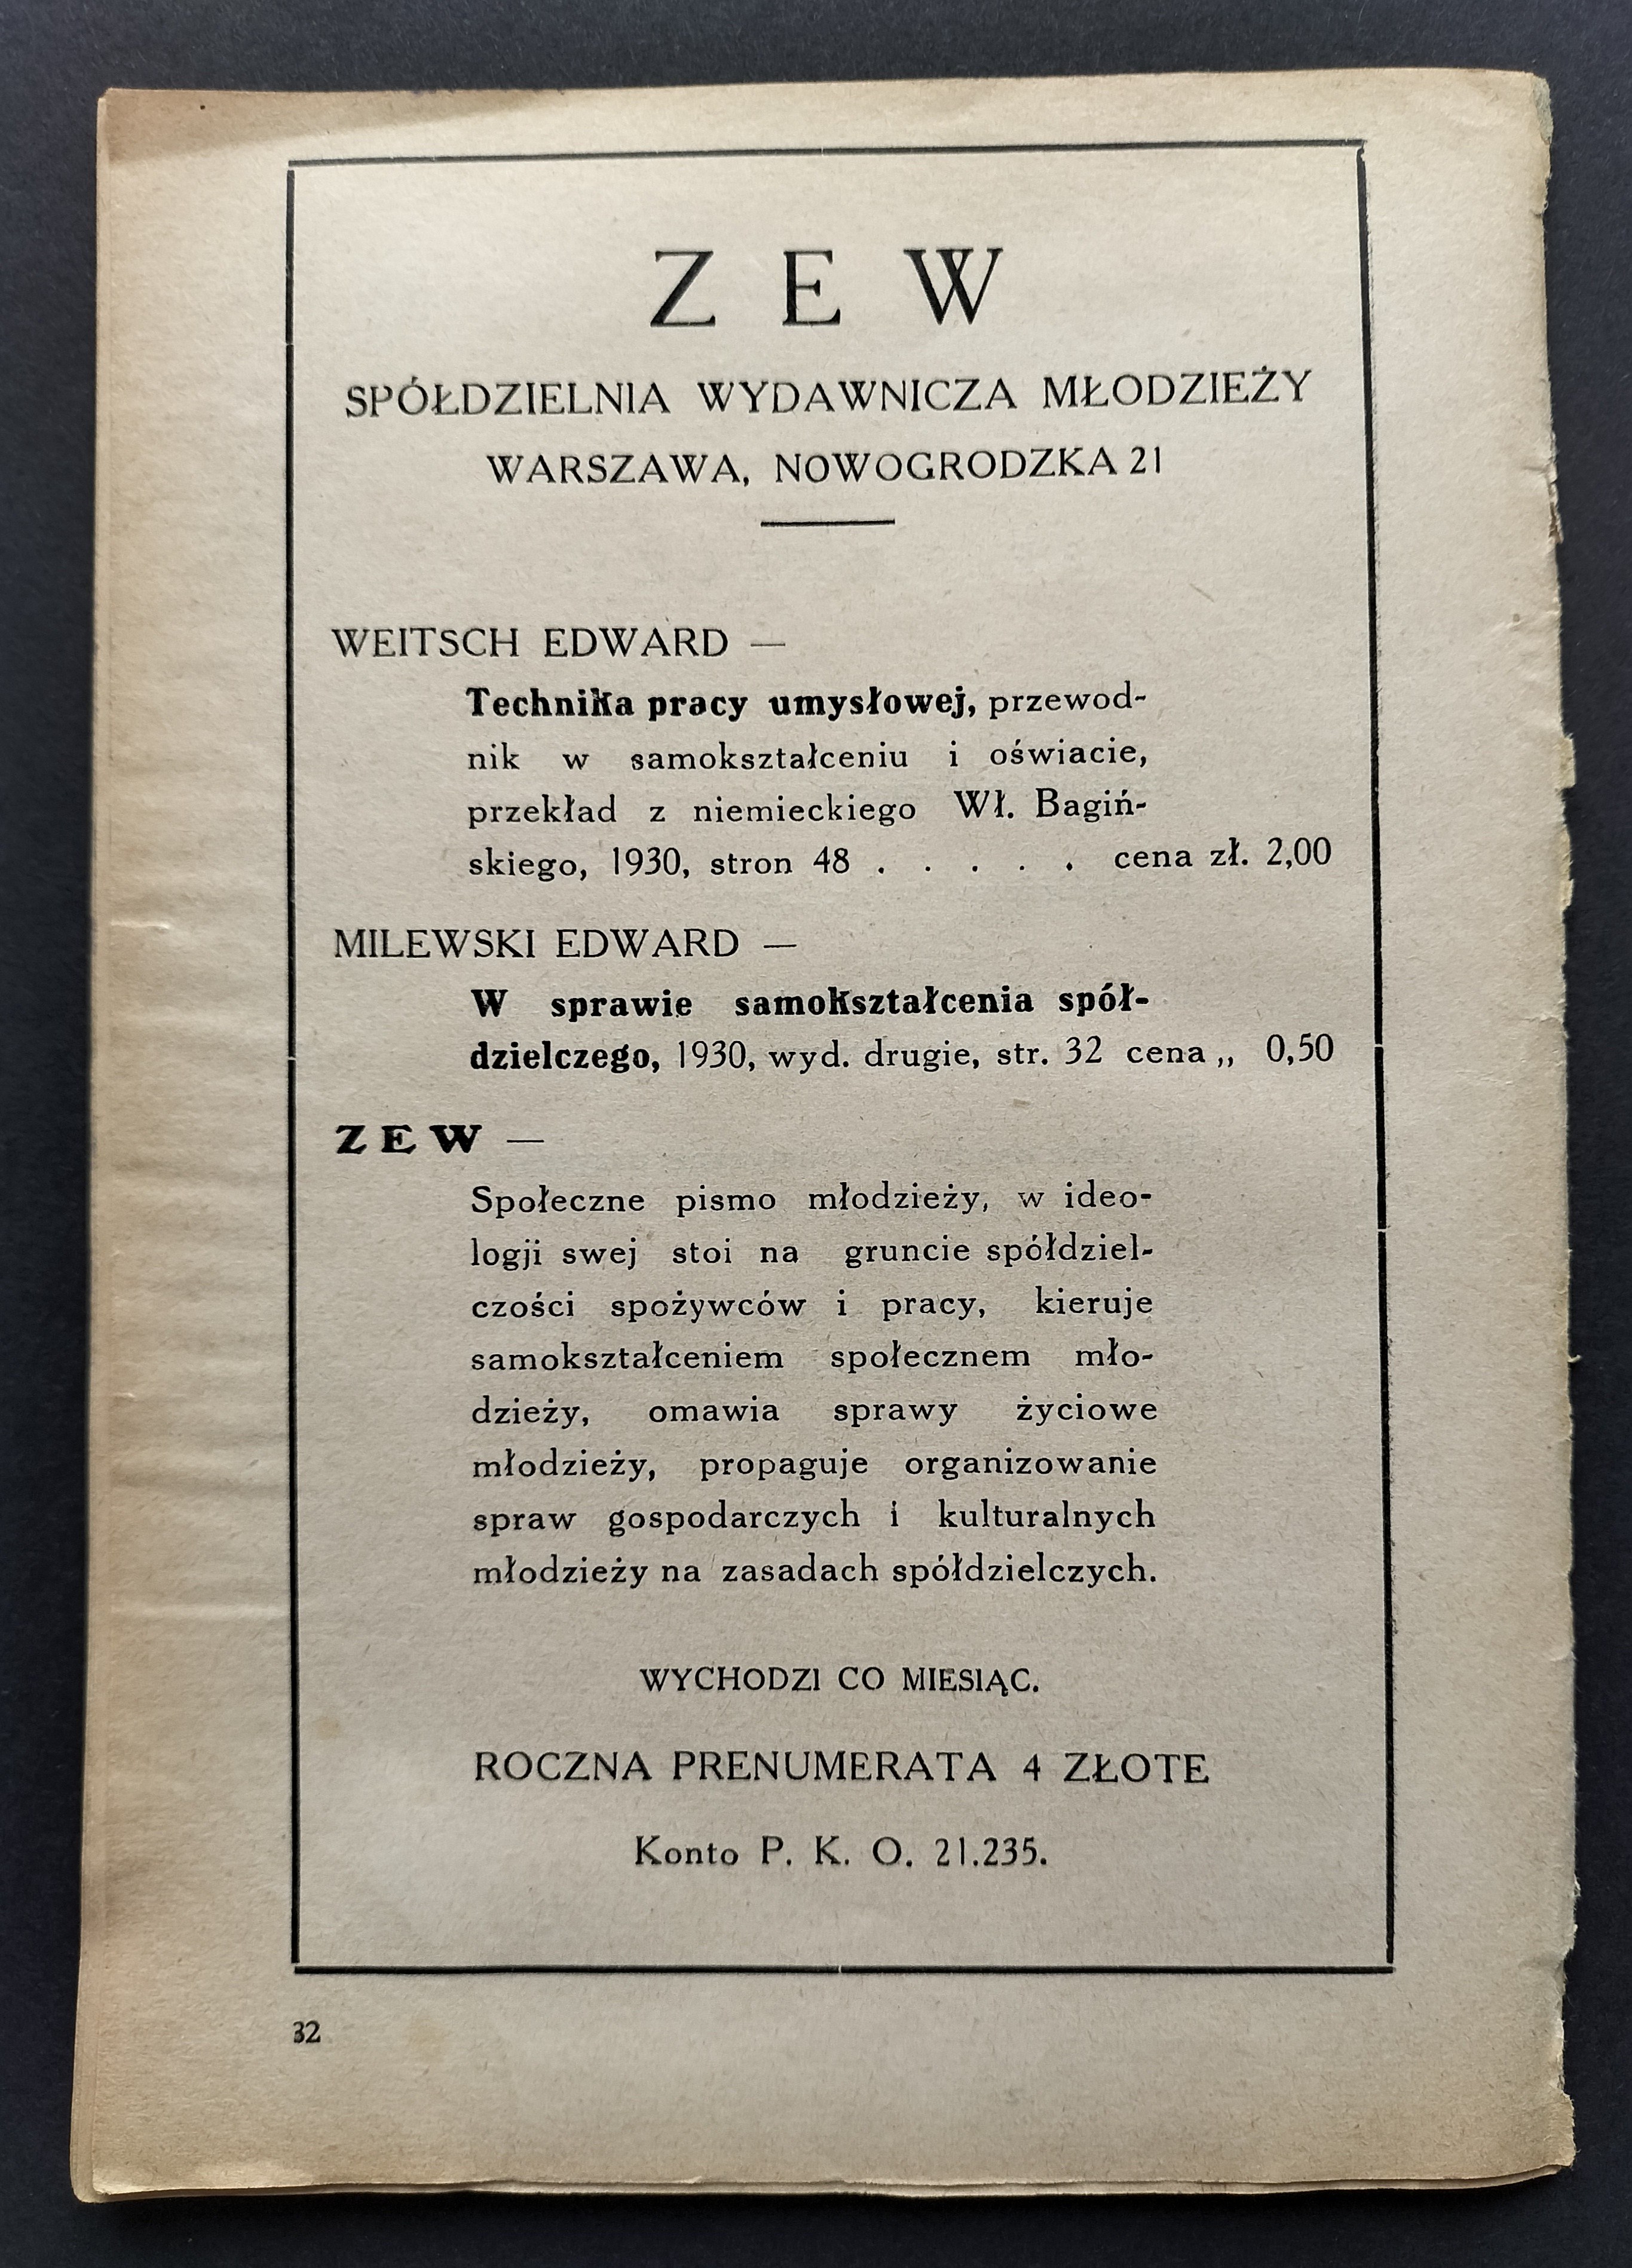 Z E W
SPÓŁDZIELNIA WYDAWNICZA MŁODZIEŻY
WARSZAWA, NOWOGRODZKA 21
WEITSCH EDWARD —
Technika pracy umysłowej, przewod-
nik w samokształceniu i oświacie,
przekład z niemieckiego Wł. Bagiń-
skiego, 1930, stron 48 . . . . . cena zł. 2,00
MILEWSKI EDWARD —
W sprawie samokształcenia spół-
dzielczego, 1930, wyd. drugie, str. 32 cena „ 0,50
Z E W —
Społeczne pismo młodzieży, w ideo-
logji swej stoi na gruncie spółdziel-
czości spożywców i pracy, kieruje
samokształceniem społecznem mło-
dzieży, omawia sprawy życiowe
młodzieży, propaguje organizowanie
spraw gospodarczych i kulturalnych
młodzieży na zasadach spółdzielczych.
WYCHODZI CO MIESIĄC.
ROCZNA PRENUMERATA 4 ZŁOTE
Konto P. K. O. 21.235.
32